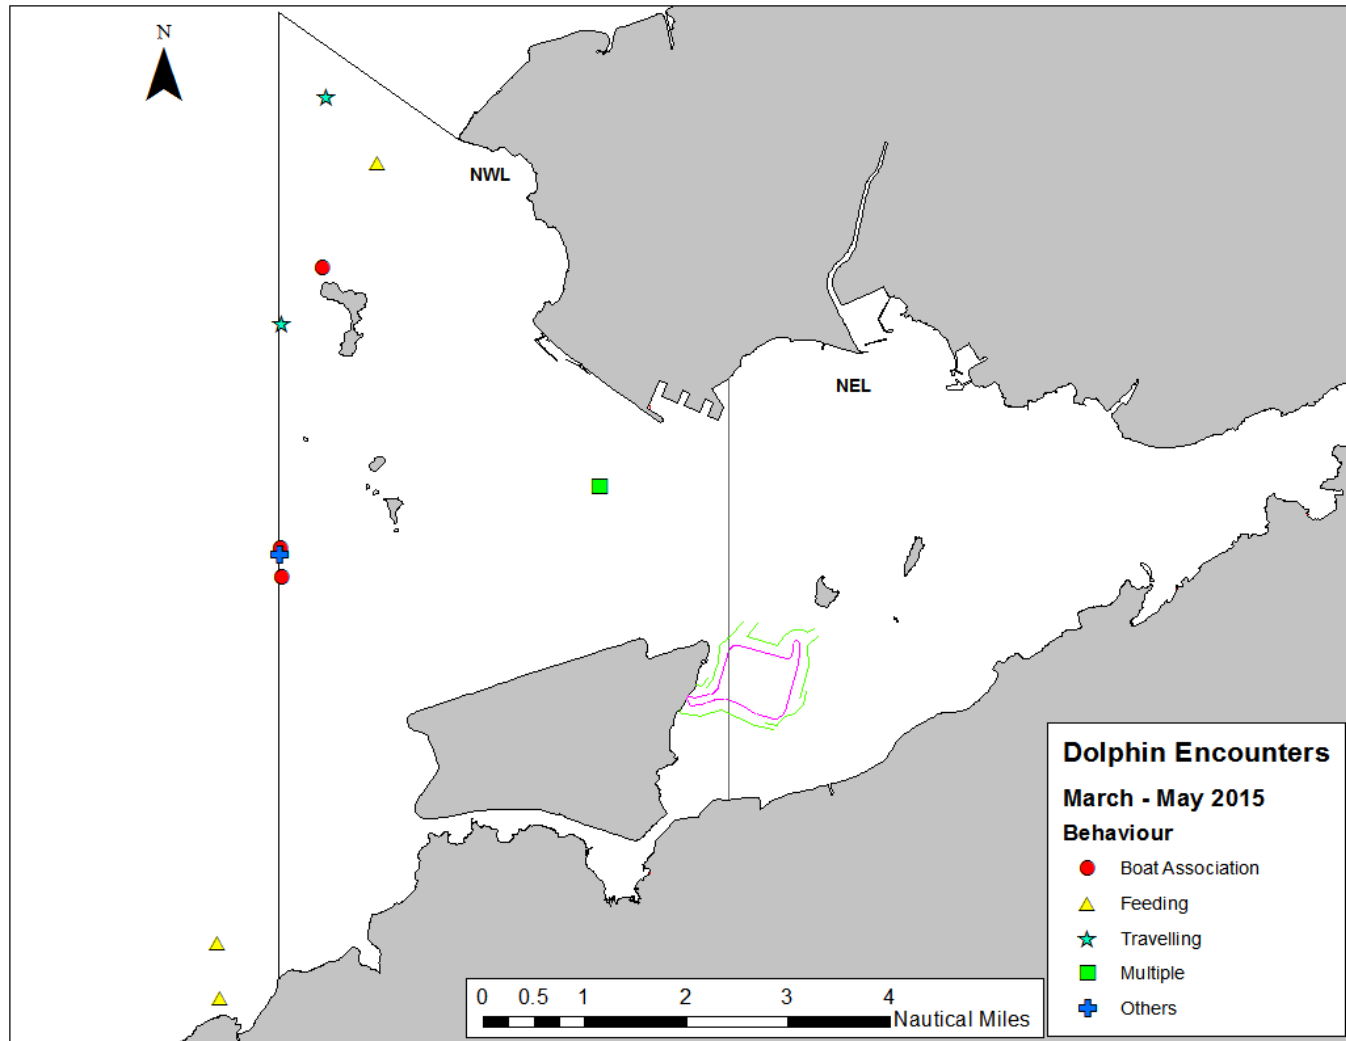 N
NWL
NEL
Dolphin Encounters
March - May 2015
Behaviour
Boat Association
Feeding
Travelling
Multiple
Others
0 0.5 1 2 3 4
Nautical Miles